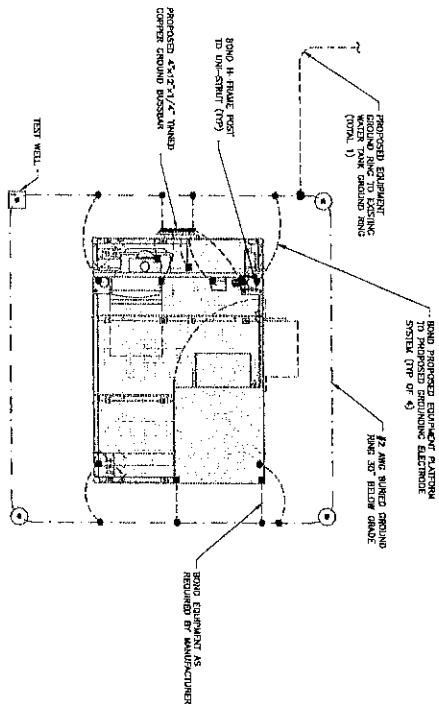 PROPOSED EQUIPMENT
GROUND RING TO EXISTING
WATER TANK GROUND RING
(TOTAL 1)
BOND PROPOSED EQUIPMENT PLATFORM
TO PROPOSED GROUNDING ELECTRODE
SYSTEM (TYP OF 4)
#2 AWG BURIED GROUND
RING 30" BELOW GRADE
BOND H-FRAME POST
TO UNI-STRUT (TYP)
PROPOSED 4"x12"x1/4" TINNED
COPPER GROUND BUSSBAR
TEST WELL
BOND EQUIPMENT AS
REQUIRED BY MANUFACTURER